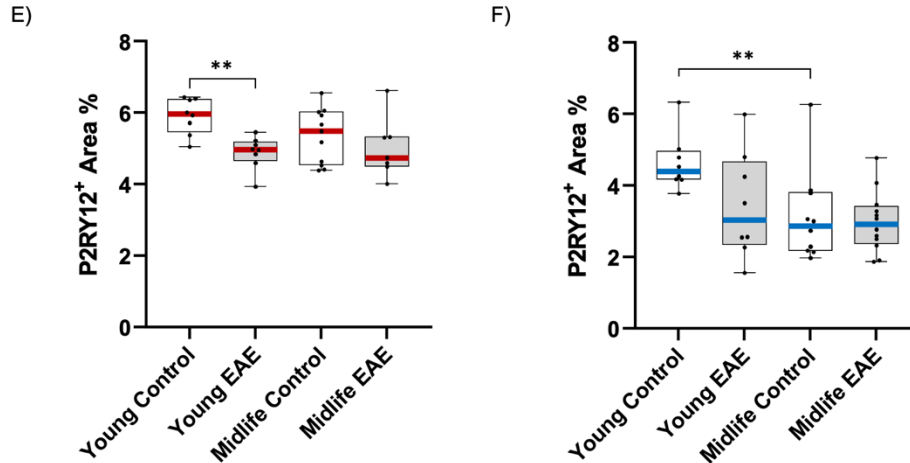 E)
P2RY12⁺ Area %
8
6
4
2
0
**
Young Control
Young EAE
Midlife Control
Midlife EAE
F)
P2RY12⁺ Area %
8
6
4
2
0
**
Young Control
Young EAE
Midlife Control
Midlife EAE